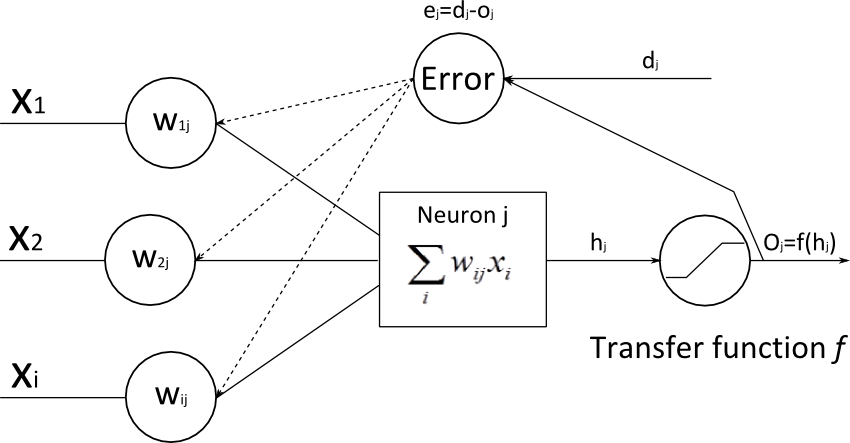 eⱼ=dⱼ-oⱼ
Error
dⱼ
X₁
w₁ⱼ
X₂
w₂ⱼ
Neuron j
∑ᵢ wᵢⱼxᵢ
hⱼ
Oⱼ=f(hⱼ)
Transfer function f
Xᵢ
wᵢⱼ